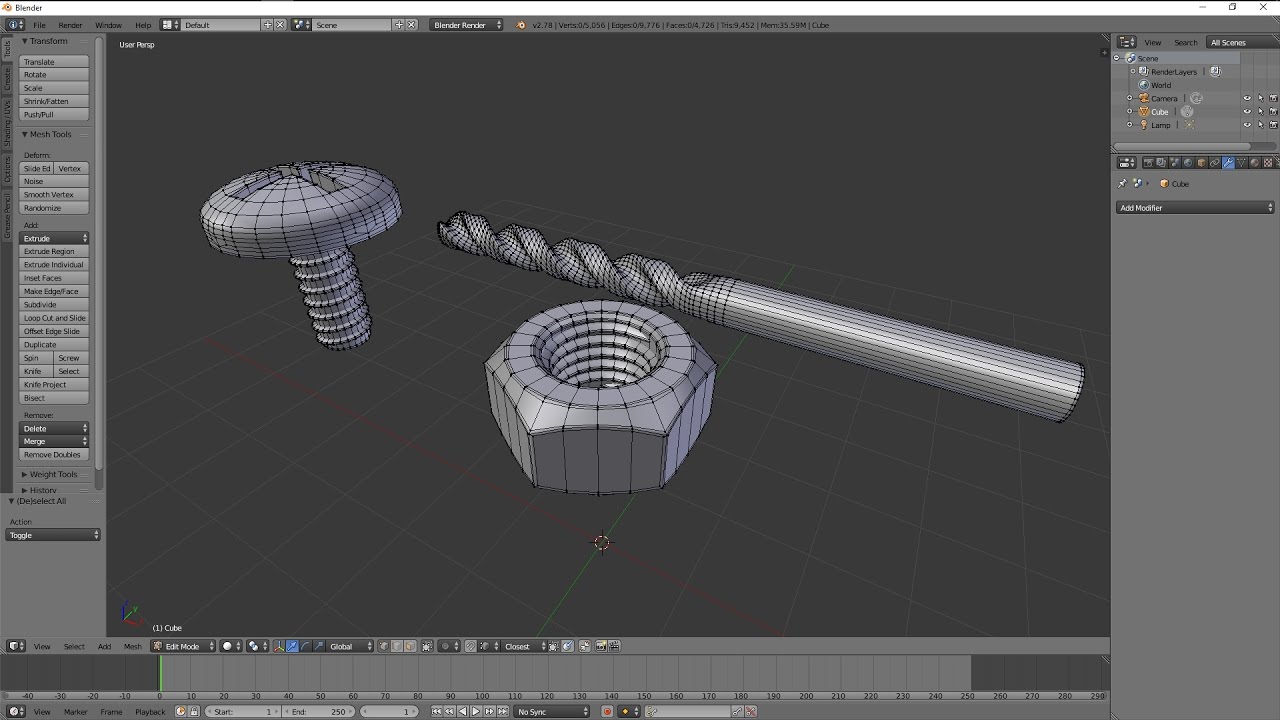 Blender
File Render Window Help Default Scene Blender Render v2.78 | Verts:0/5,056 | Edges:0/9,776 | Faces:0/4,726 | Tris:9,452 | Mem:35.59M | Cube
Tools
Create
Shading / UVs
Options
Grease Pencil
Transform
Translate
Rotate
Scale
Shrink/Fatten
Push/Pull
Mesh Tools
Deform:
Slide Ed Vertex
Noise
Smooth Vertex
Randomize
Add:
Extrude
Extrude Region
Extrude Individual
Inset Faces
Make Edge/Face
Subdivide
Loop Cut and Slide
Offset Edge Slide
Duplicate
Spin Screw
Knife Select
Knife Project
Bisect
Remove:
Delete
Merge
Remove Doubles
Weight Tools
History
(De)select All
Action
Toggle
User Persp
(1) Cube
View Search All Scenes
Scene
RenderLayers
World
Camera
Cube
Lamp
Cube
Add Modifier
View Select Add Mesh Edit Mode Global Closest
-40 -30 -20 -10 0 10 20 30 40 50 60 70 80 90 100 110 120 130 140 150 160 170 180 190 200 210 220 230 240 250 260 270 280 290
View Marker Frame Playback Start: 1 End: 250 1 No Sync